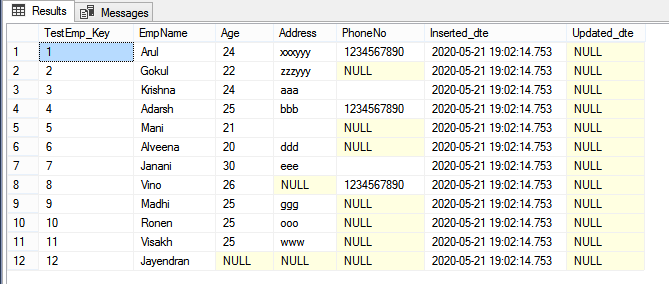 Results Messages
TestEmp_Key EmpName Age Address PhoneNo Inserted_dte Updated_dte
1 1 Arul 24 xxxyyy 1234567890 2020-05-21 19:02:14.753 NULL
2 2 Gokul 22 zzzyyy NULL 2020-05-21 19:02:14.753 NULL
3 3 Krishna 24 aaa 2020-05-21 19:02:14.753 NULL
4 4 Adarsh 25 bbb 1234567890 2020-05-21 19:02:14.753 NULL
5 5 Mani 21 NULL 2020-05-21 19:02:14.753 NULL
6 6 Alveena 20 ddd NULL 2020-05-21 19:02:14.753 NULL
7 7 Janani 30 eee 2020-05-21 19:02:14.753 NULL
8 8 Vino 26 NULL 1234567890 2020-05-21 19:02:14.753 NULL
9 9 Madhi 25 ggg NULL 2020-05-21 19:02:14.753 NULL
10 10 Ronen 25 ooo NULL 2020-05-21 19:02:14.753 NULL
11 11 Visakh 25 www NULL 2020-05-21 19:02:14.753 NULL
12 12 Jayendran NULL NULL NULL 2020-05-21 19:02:14.753 NULL